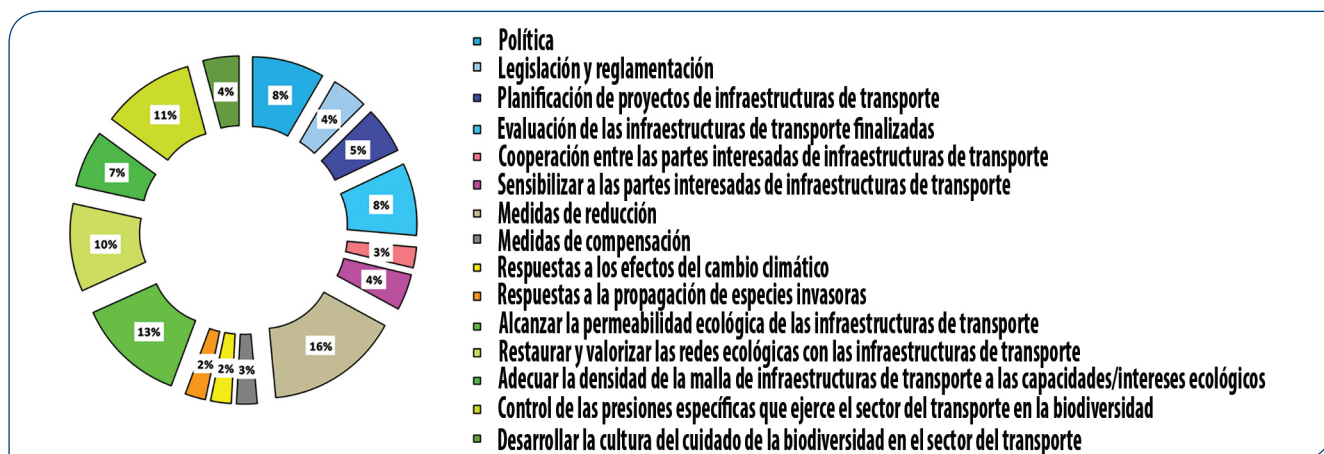 Política
Legislación y reglamentación
Planificación de proyectos de infraestructuras de transporte
Evaluación de las infraestructuras de transporte finalizadas
Cooperación entre las partes interesadas de infraestructuras de transporte
Sensibilizar a las partes interesadas de infraestructuras de transporte
Medidas de reducción
Medidas de compensación
Respuestas a los efectos del cambio climático
Respuestas a la propagación de especies invasoras
Alcanzar la permeabilidad ecológica de las infraestructuras de transporte
Restaurar y valorizar las redes ecológicas con las infraestructuras de transporte
Adecuar la densidad de la malla de infraestructuras de transporte a las capacidades/intereses ecológicos
Control de las presiones específicas que ejerce el sector del transporte en la biodiversidad
Desarrollar la cultura del cuidado de la biodiversidad en el sector del transporte
8%
4%
5%
8%
3%
4%
16%
3%
2%
2%
13%
10%
7%
11%
4%